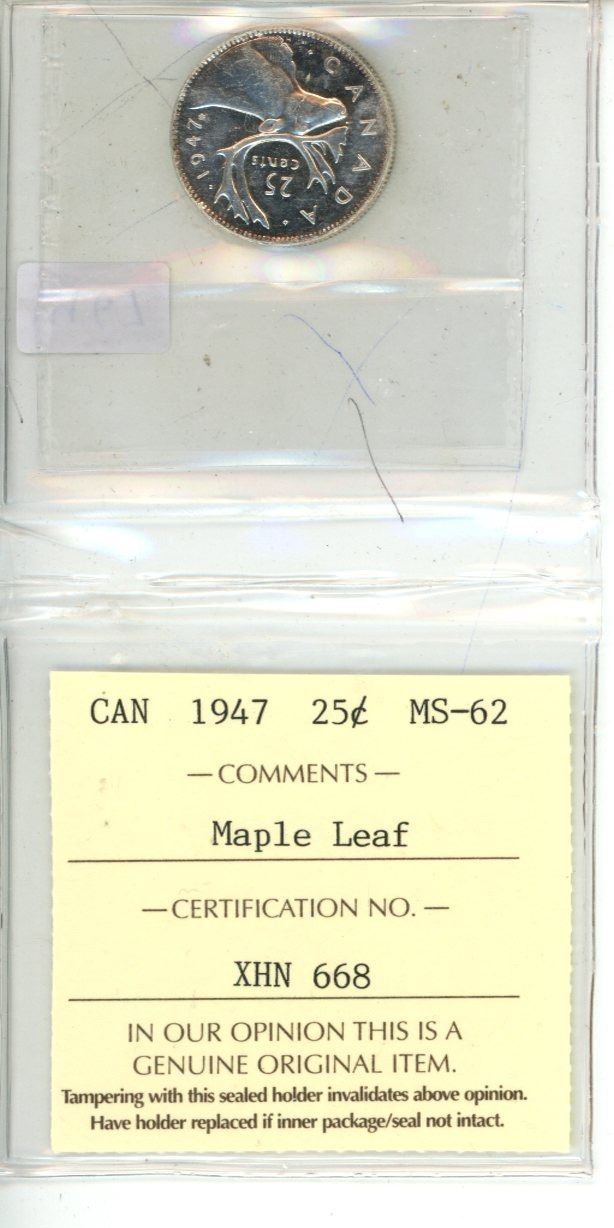 CANADA
25
CENTS
1947
CAN 1947 25¢ MS-62
— COMMENTS —
Maple Leaf
— CERTIFICATION NO. —
XHN 668
IN OUR OPINION THIS IS A
GENUINE ORIGINAL ITEM.
Tampering with this sealed holder invalidates above opinion.
Have holder replaced if inner package/seal not intact.